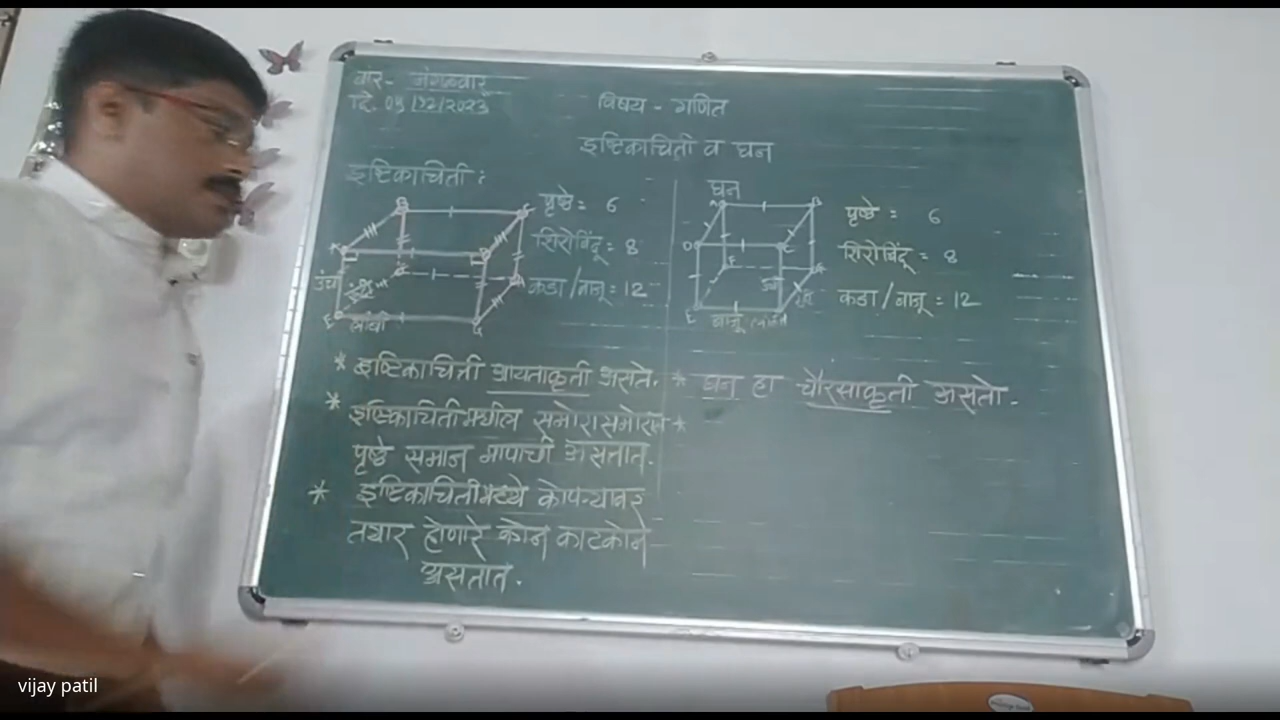 वार- मंगळवार
दि. 05/12/2023
विषय - गणित
इष्टिकाचिती व घन
इष्टिकाचिती :
पृष्ठे = 6
शिरोबिंदू = 8
कडा /बाजू = 12
उंची
रुंदी
लांबी
* इष्टिकाचिती आयताकृती असते.
* इष्टिकाचितीमधील समोरासमोरील
पृष्ठे समान मापाची असतात.
* इष्टिकाचितीमध्ये कोपऱ्यावर
तयार होणारे कोन काटकोन
असतात.
घन
पृष्ठे = 6
शिरोबिंदू = 8
कडा /बाजू = 12
बाजू
* घन हा चौरसाकृती असतो.
*
vijay patil